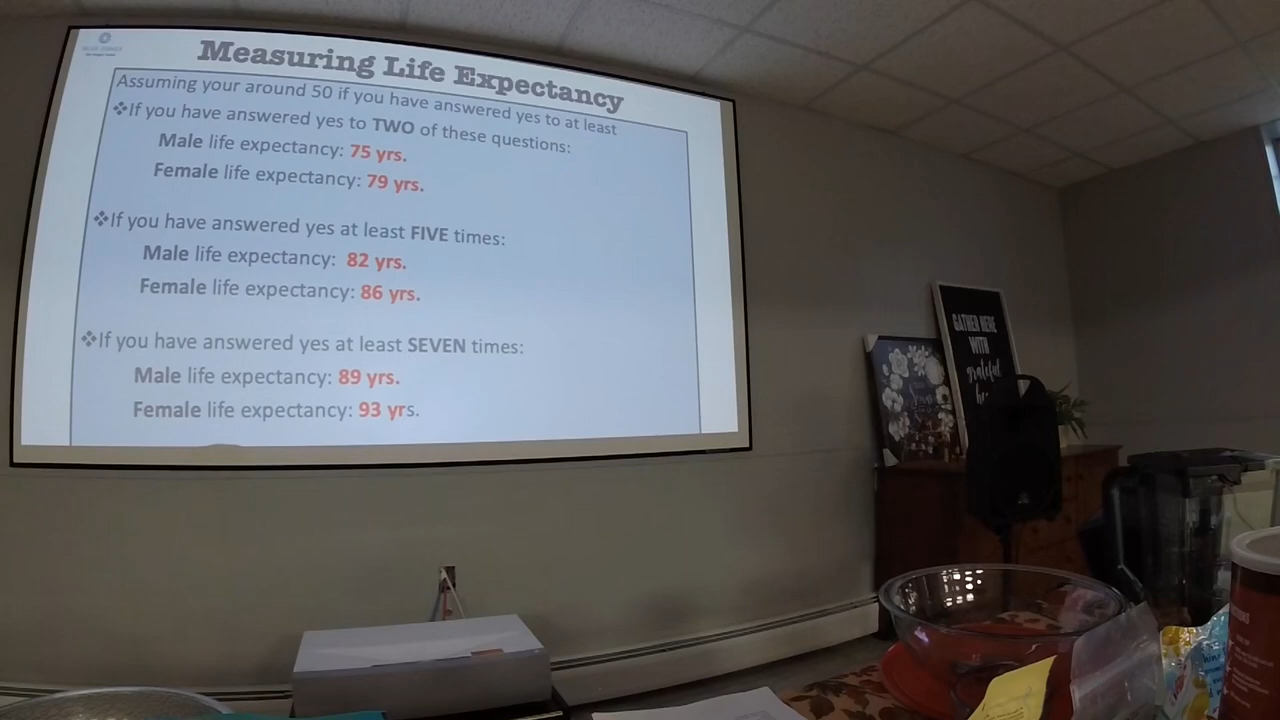 Measuring Life Expectancy
Assuming your around 50 if you have answered yes to at least
❖If you have answered yes to TWO of these questions:
Male life expectancy: 75 yrs.
Female life expectancy: 79 yrs.
❖If you have answered yes at least FIVE times:
Male life expectancy: 82 yrs.
Female life expectancy: 86 yrs.
❖If you have answered yes at least SEVEN times:
Male life expectancy: 89 yrs.
Female life expectancy: 93 yrs.
GATHER HERE
WITH
grateful